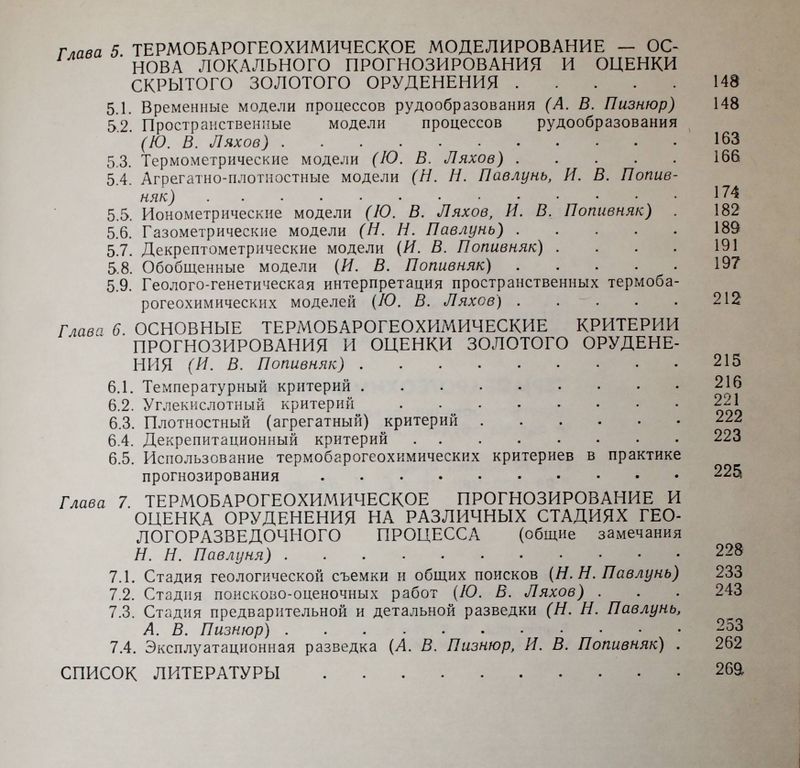 Глава 5. ТЕРМОБАРОГЕОХИМИЧЕСКОЕ МОДЕЛИРОВАНИЕ — ОС-
НОВА ЛОКАЛЬНОГО ПРОГНОЗИРОВАНИЯ И ОЦЕНКИ
СКРЫТОГО ЗОЛОТОГО ОРУДЕНЕНИЯ . . . . . 148
5.1. Временные модели процессов рудообразования (А. В. Пизнюр) 148
5.2. Пространственные модели процессов рудообразования
(Ю. В. Ляхов) . . . . . . . . . . . 163
5.3. Термометрические модели (Ю. В. Ляхов) . . . . . 166
5.4. Агрегатно-плотностные модели (Н. Н. Павлунь, И. В. Попив-
няк) . . . . . . . . . . . . . 174
5.5. Ионометрические модели (Ю. В. Ляхов, И. В. Попивняк) . 182
5.6. Газометрические модели (Н. Н. Павлунь) . . . . . 189
5.7. Декрептометрические модели (И. В. Попивняк) . . . . 191
5.8. Обобщенные модели (И. В. Попивняк) . . . . . 197
5.9. Геолого-генетическая интерпретация пространственных термоба-
рогеохимических моделей (Ю. В. Ляхов) . . . . . 212
Глава 6. ОСНОВНЫЕ ТЕРМОБАРОГЕОХИМИЧЕСКИЕ КРИТЕРИИ
ПРОГНОЗИРОВАНИЯ И ОЦЕНКИ ЗОЛОТОГО ОРУДЕНЕ-
НИЯ (И. В. Попивняк) . . . . . . . . . 215
6.1. Температурный критерий . . . . . . . . . 216
6.2. Углекислотный критерий . . . . . . . . 221
6.3. Плотностный (агрегатный) критерий . . . . . . 222
6.4. Декрепитационный критерий . . . . . . . . 223
6.5. Использование термобарогеохимических критериев в практике
прогнозирования . . . . . . . . . . 225
Глава 7. ТЕРМОБАРОГЕОХИМИЧЕСКОЕ ПРОГНОЗИРОВАНИЕ И
ОЦЕНКА ОРУДЕНЕНИЯ НА РАЗЛИЧНЫХ СТАДИЯХ ГЕО-
ЛОГОРАЗВЕДОЧНОГО ПРОЦЕССА (общие замечания
Н. Н. Павлуня) . . . . . . . . . . . 228
7.1. Стадия геологической съемки и общих поисков (Н. Н. Павлунь) 233
7.2. Стадия поисково-оценочных работ (Ю. В. Ляхов) . . . 243
7.3. Стадия предварительной и детальной разведки (Н. Н. Павлунь,
А. В. Пизнюр) . . . . . . . . . . . 253
7.4. Эксплуатационная разведка (А. В. Пизнюр, И. В. Попивняк) . 262
СПИСОК ЛИТЕРАТУРЫ . . . . . . . . . . 269